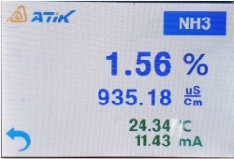 ATiK
NH3
1.56 %
935.18 uS/cm
24.34 °C
11.43 mA